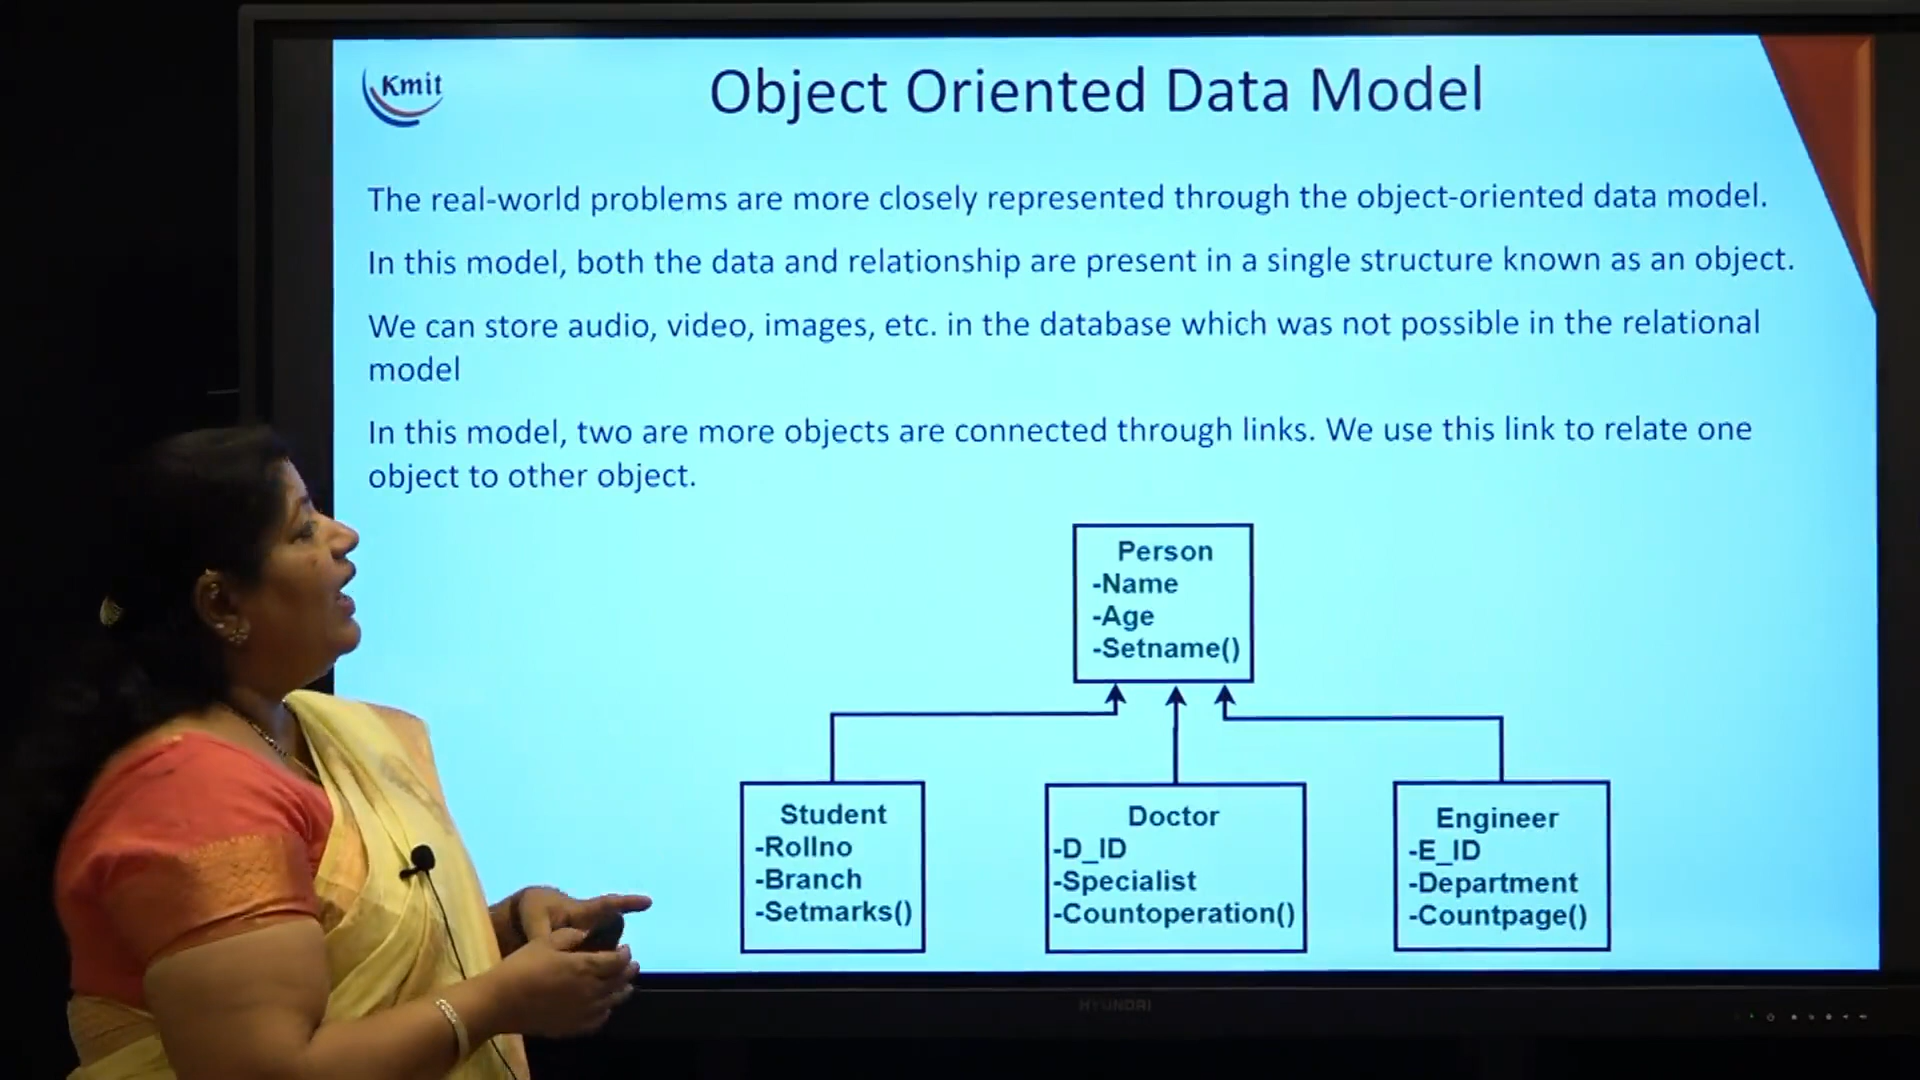 Kmit
Object Oriented Data Model
The real-world problems are more closely represented through the object-oriented data model.
In this model, both the data and relationship are present in a single structure known as an object.
We can store audio, video, images, etc. in the database which was not possible in the relational
model
In this model, two are more objects are connected through links. We use this link to relate one
object to other object.
Person
-Name
-Age
-Setname()
Student
-Rollno
-Branch
-Setmarks()
Doctor
-D_ID
-Specialist
-Countoperation()
Engineer
-E_ID
-Department
-Countpage()
HYUNDAI